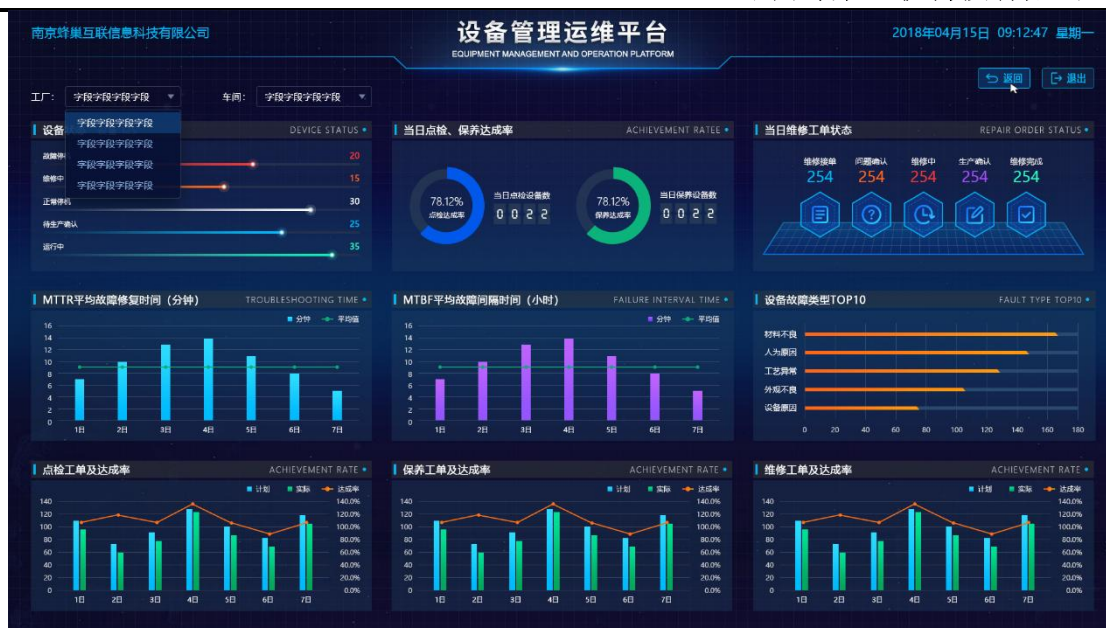 南京蜂巢互联信息科技有限公司
设备管理运维平台
EQUIPMENT MANAGEMENT AND OPERATION PLATFORM
2018年04月15日 09:12:47 星期一
返回
退出
工厂： 字段字段字段字段
车间： 字段字段字段字段
字段字段字段字段
字段字段字段字段
字段字段字段字段
字段字段字段字段
设备
DEVICE STATUS
故障停 20
维修中 15
正常停机 30
待生产确认 25
运行中 35
当日点检、保养达成率
ACHIEVEMENT RATEE
78.12%
点检达成率
当日点检设备数
0 0 2 2
78.12%
保养达成率
当日保养设备数
0 0 2 2
当日维修工单状态
REPAIR ORDER STATUS
维修接单 问题确认 维修中 生产确认 维修完成
254 254 254 254 254
MTTR平均故障修复时间（分钟）
TROUBLESHOOTING TIME
分钟 平均值
16
14
12
10
8
6
4
2
0
1日 2日 3日 4日 5日 6日 7日
MTBF平均故障间隔时间（小时）
FAILURE INTERVAL TIME
分钟 平均值
16
14
12
10
8
6
4
2
0
1日 2日 3日 4日 5日 6日 7日
设备故障类型TOP10
FAULT TYPE TOP10
材料不良
人为原因
工艺异常
外观不良
设备原因
0 20 40 60 80 100 120 140 160 180
点检工单及达成率
ACHIEVEMENT RATE
计划 实际 达成率
140 140.0%
120 120.0%
100 100.0%
80 80.0%
60 60.0%
40 40.0%
20 20.0%
0 0.0%
1日 2日 3日 4日 5日 6日 7日
保养工单及达成率
ACHIEVEMENT RATE
计划 实际 达成率
140 140.0%
120 120.0%
100 100.0%
80 80.0%
60 60.0%
40 40.0%
20 20.0%
0 0.0%
1日 2日 3日 4日 5日 6日 7日
维修工单及达成率
ACHIEVEMENT RATE
计划 实际 达成率
140 140.0%
120 120.0%
100 100.0%
80 80.0%
60 60.0%
40 40.0%
20 20.0%
0 0.0%
1日 2日 3日 4日 5日 6日 7日